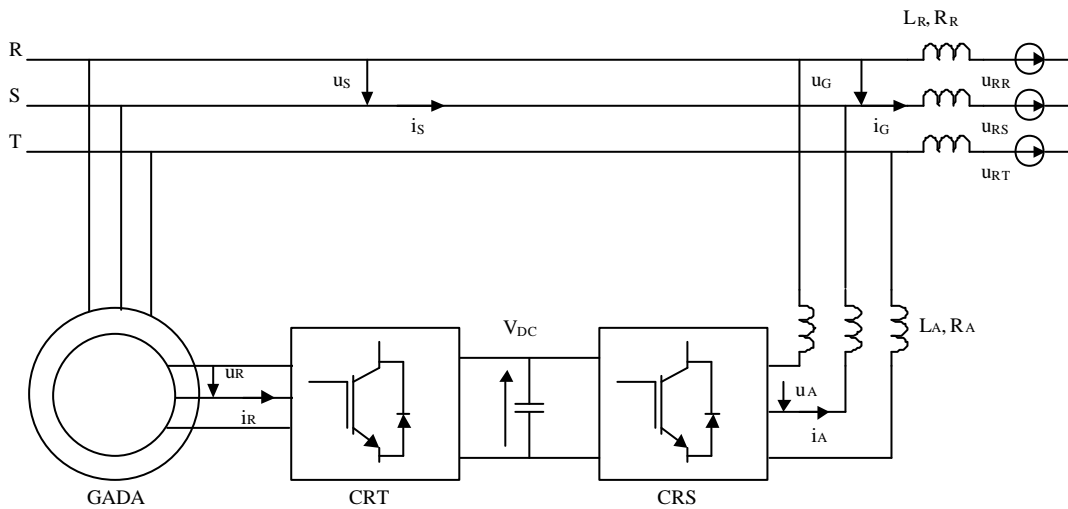 LR, RR
R
uS
uG
uRR
S
iS
iG
uRS
T
uRT
VDC
LA, RA
uR
uA
iR
iA
GADA
CRT
CRS